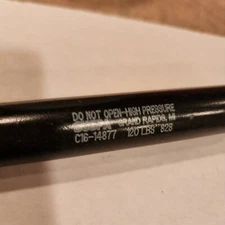 DO NOT OPEN-HIGH PRESSURE
GRAND RAPIDS, MI
C16-14877 120 LBS 828